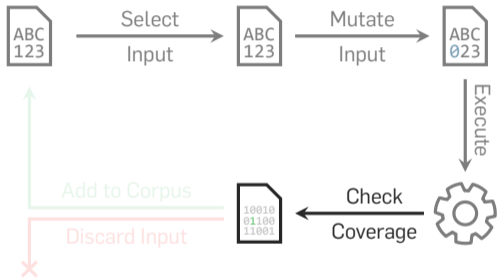 ABC
123
Select
Input
ABC
123
Mutate
Input
ABC
023
Execute
Check
Coverage
10010
01100
11001
Add to Corpus
Discard Input